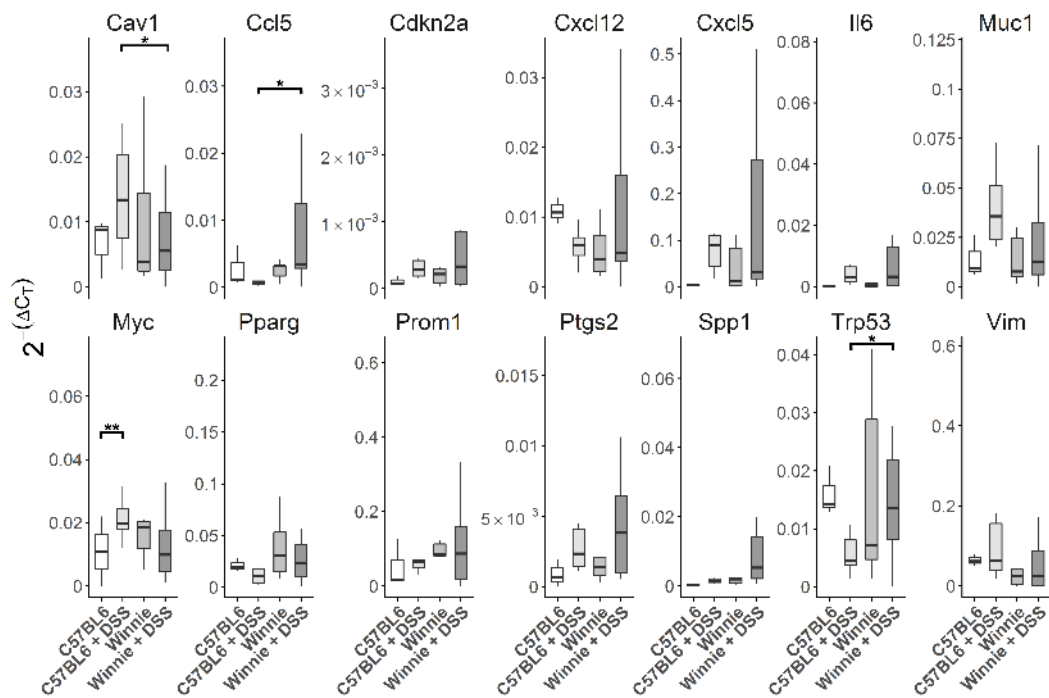 Cav1 Ccl5 Cdkn2a Cxcl12 Cxcl5 Il6 Muc1
* *
0.03 0.02 0.01 0
0.03 0.02 0.01 0
3 × 10⁻³ 2 × 10⁻³ 1 × 10⁻³ 0
0.03 0.02 0.01 0
0.5 0.4 0.3 0.2 0.1 0
0.08 0.06 0.04 0.02 0
0.125 0.1 0.075 0.05 0.025 0
2^-(ΔC_T)
Myc Pparg Prom1 Ptgs2 Spp1 Trp53 Vim
** *
0.06 0.04 0.02 0
0.2 0.15 0.1 0.05 0
0.6 0.4 0.2 0
0.015 0.01 5 × 10⁻³ 0
0.06 0.04 0.02 0
0.04 0.03 0.02 0.01 0
0.6 0.4 0.2 0
C57BL6 C57BL6 + DSS Winnie Winnie + DSS
C57BL6 C57BL6 + DSS Winnie Winnie + DSS
C57BL6 C57BL6 + DSS Winnie Winnie + DSS
C57BL6 C57BL6 + DSS Winnie Winnie + DSS
C57BL6 C57BL6 + DSS Winnie Winnie + DSS
C57BL6 C57BL6 + DSS Winnie Winnie + DSS
C57BL6 C57BL6 + DSS Winnie Winnie + DSS